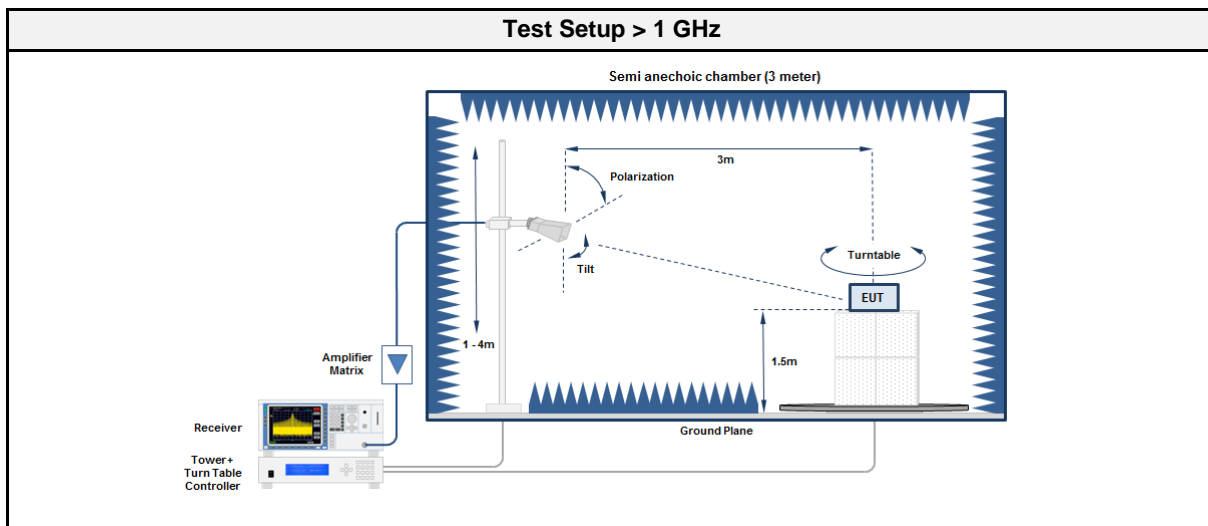 Test Setup > 1 GHz
Semi anechoic chamber (3 meter)
3m
Polarization
Tilt
Turntable
EUT
1 - 4m
1.5m
Amplifier
Matrix
Receiver
Ground Plane
Tower+
Turn Table
Controller